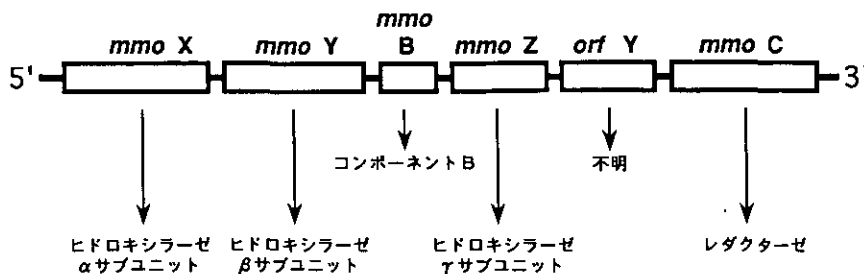 mmo X
mmo Y
mmo
B
mmo Z
orf Y
mmo C
5'
3'
コンポーネントB
不明
ヒドロキシラーゼ
αサブユニット
ヒドロキシラーゼ
βサブユニット
ヒドロキシラーゼ
γサブユニット
レダクターゼ